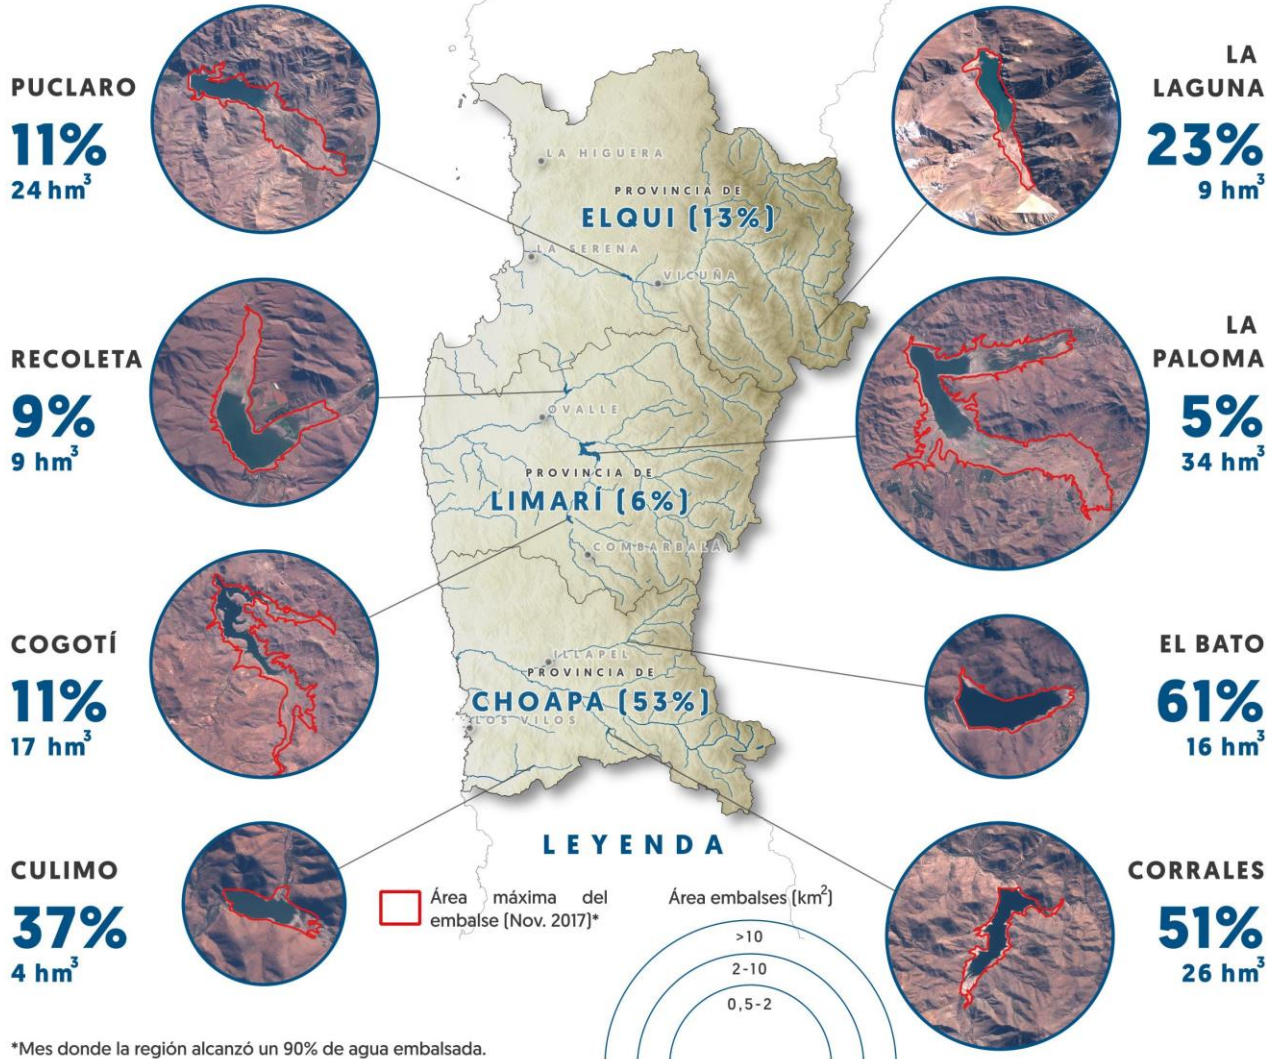 PUCLARO
11%
24 hm³
LA
LAGUNA
23%
9 hm³
LA HIGUERA
PROVINCIA DE
ELQUI (13%)
LA SERENA
VICUÑA
RECOLETA
9%
9 hm³
LA
PALOMA
5%
34 hm³
OVALLE
PROVINCIA DE
LIMARÍ (6%)
COMBARBALÁ
COGOTÍ
11%
17 hm³
EL BATO
61%
16 hm³
ILLAPEL
PROVINCIA DE
CHOAPA (53%)
LOS VILOS
CULIMO
37%
4 hm³
CORRALES
51%
26 hm³
LEYENDA
Área máxima del
embalse (Nov. 2017)*
Área embalses (km²)
>10
2-10
0,5-2
*Mes donde la región alcanzó un 90% de agua embalsada.